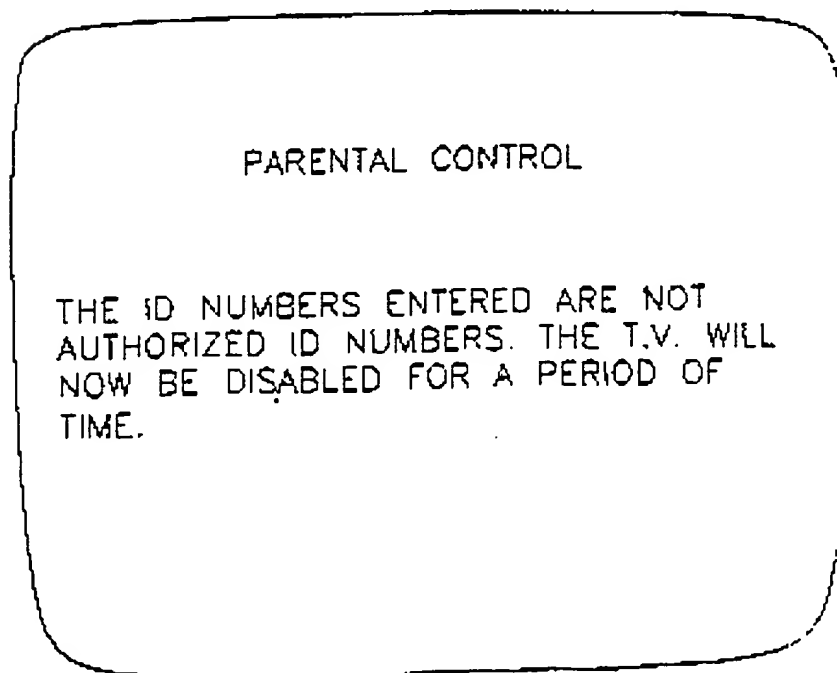 PARENTAL CONTROL
THE ID NUMBERS ENTERED ARE NOT
AUTHORIZED ID NUMBERS. THE T.V. WILL
NOW BE DISABLED FOR A PERIOD OF
TIME.